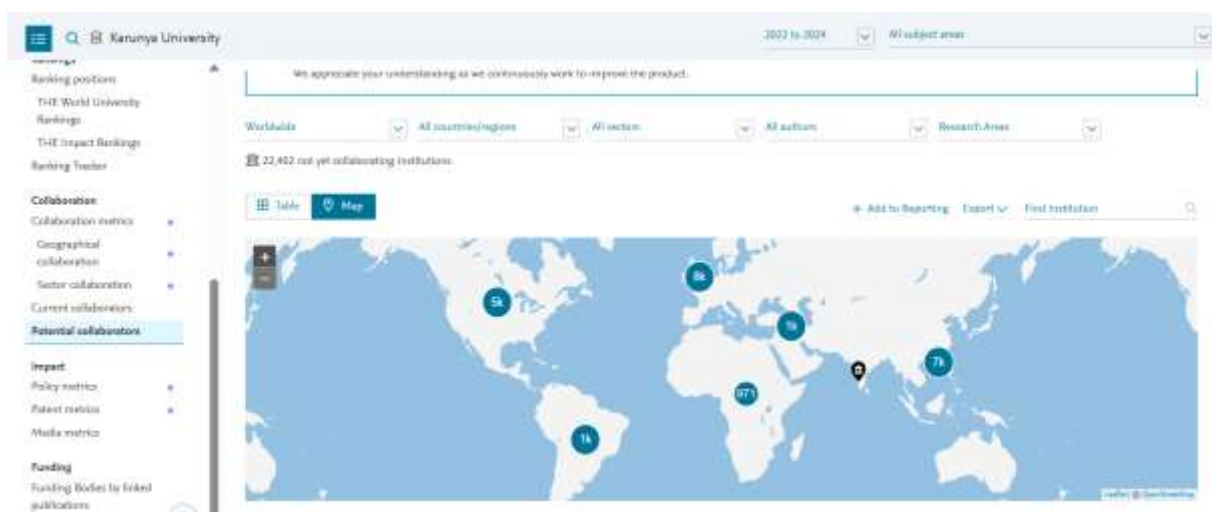 Karunya University
2022 to 2024
All subject areas
Rankings
Ranking positions
THE World University
Rankings
THE Impact Rankings
Ranking Tracker
Collaboration
Collaboration metrics
Geographical
collaboration
Sector collaboration
Current collaborators
Potential collaborators
Impact
Policy metrics
Patent metrics
Media metrics
Funding
Funding Bodies by linked
publications
We appreciate your understanding as we continuously work to improve the product.
Worldwide
All countries/regions
All sectors
All authors
Research Areas
22,402 not yet collaborating institutions
Table
Map
+ Add to Reporting
Export
Find Institution
+
−
5k
1k
7k
971
1k
Leaflet | © OpenStreetMap